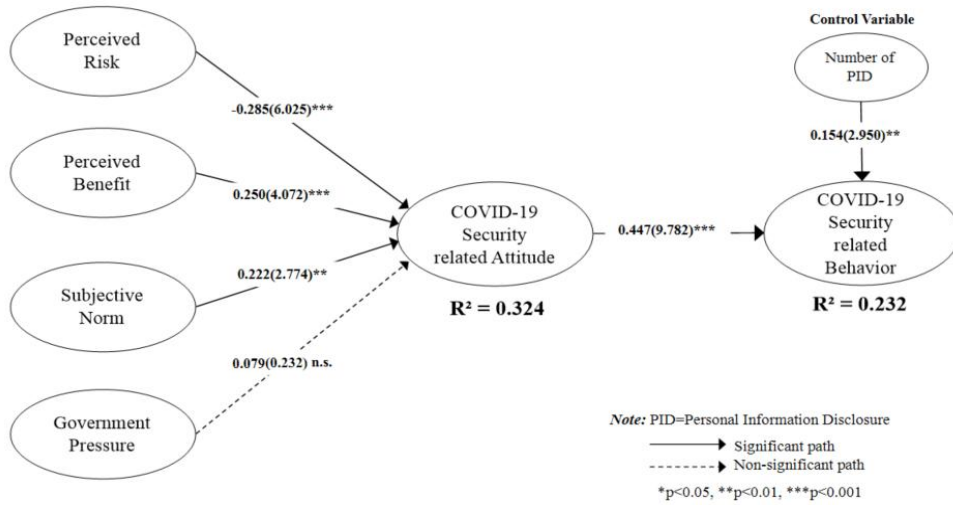 Perceived
Risk
Control Variable
Number of
PID
-0.285(6.025)***
0.154(2.950)**
Perceived
Benefit
0.250(4.072)***
COVID-19
Security
related Attitude
R² = 0.324
0.447(9.782)***
COVID-19
Security
related
Behavior
R² = 0.232
0.222(2.774)**
Subjective
Norm
0.079(0.232) n.s.
Government
Pressure
Note: PID=Personal Information Disclosure
Significant path
Non-significant path
*p<0.05, **p<0.01, ***p<0.001